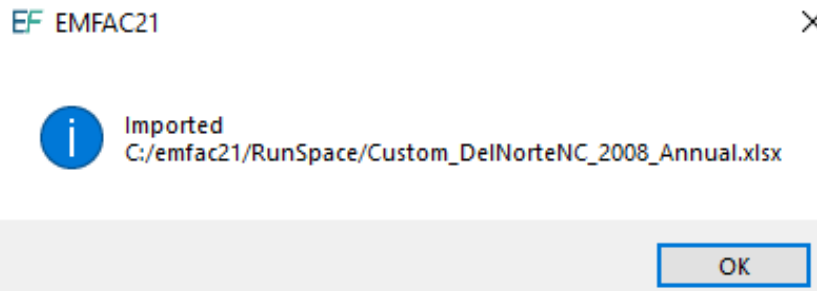 EF EMFAC21
Imported
C:/emfac21/RunSpace/Custom_DelNorteNC_2008_Annual.xlsx
OK